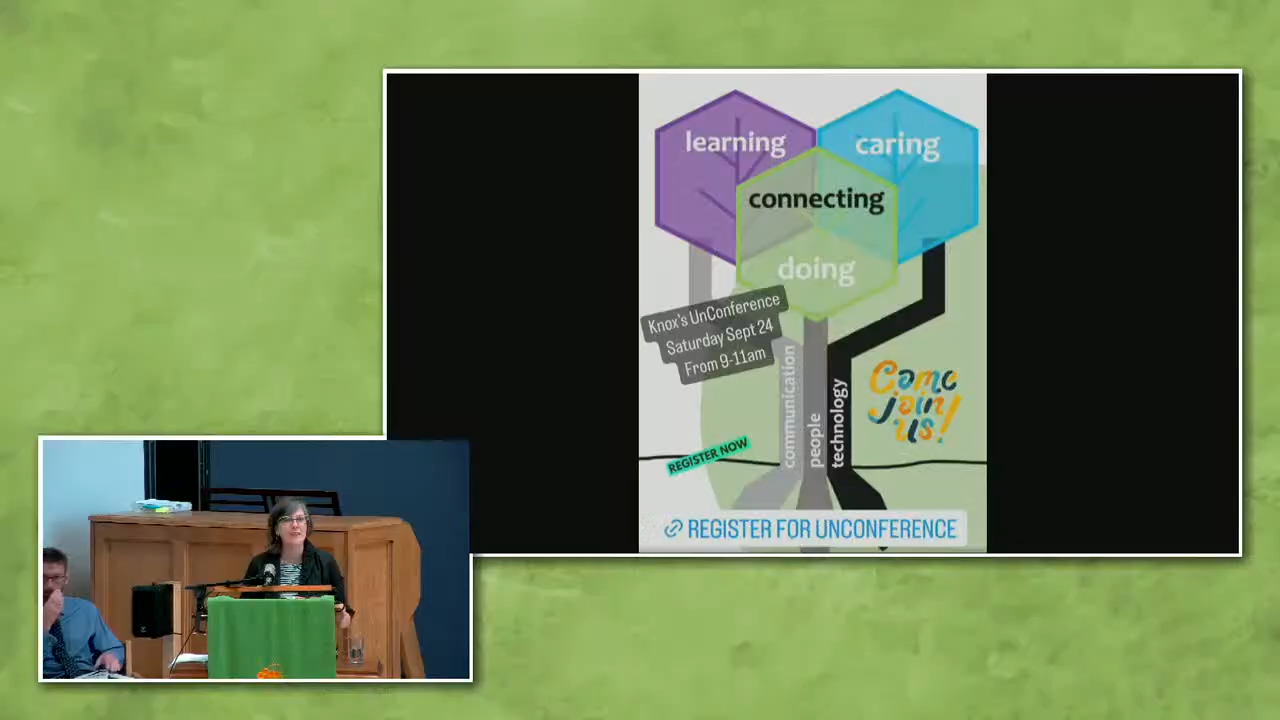 learning
caring
connecting
doing
Knox's UnConference
Saturday Sept 24
From 9-11am
communication
people
technology
Come
join
us!
REGISTER NOW
REGISTER FOR UNCONFERENCE